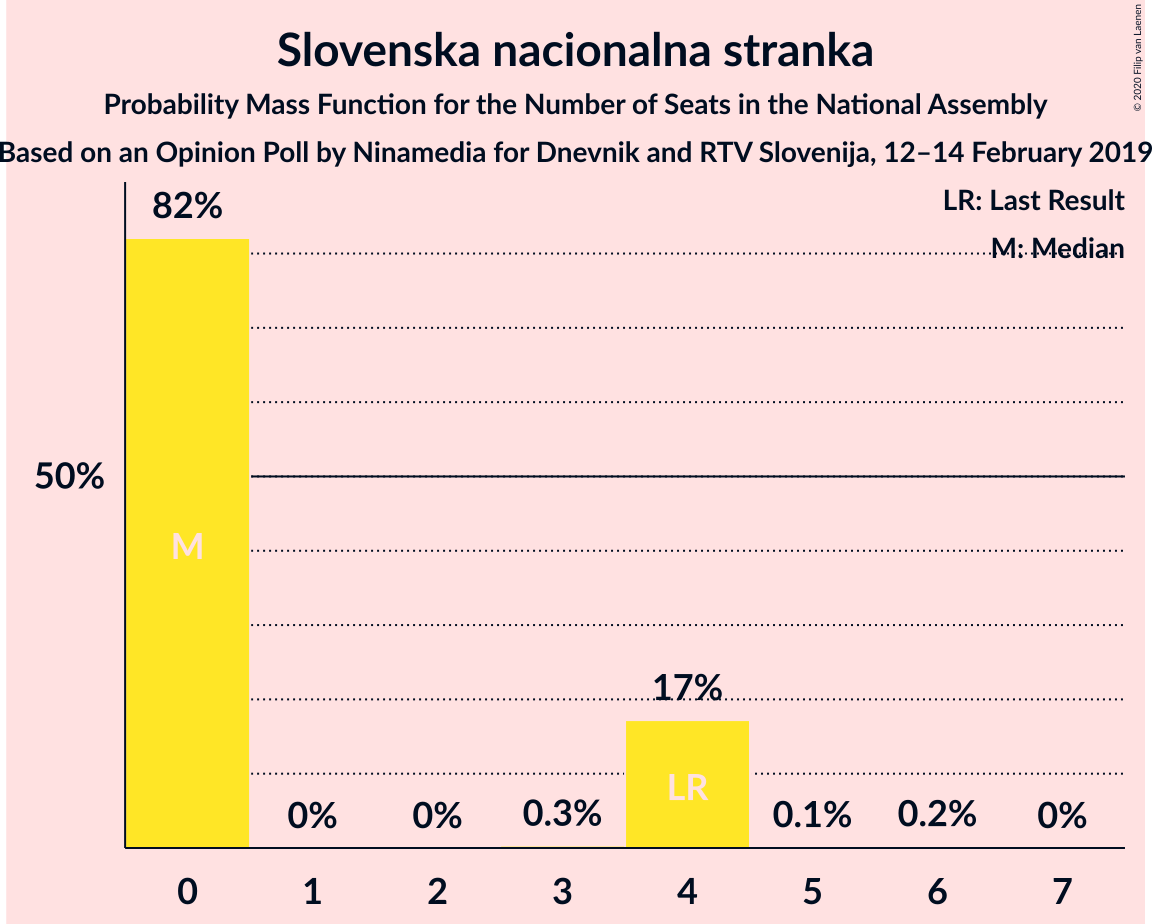 Slovenska nacionalna stranka
Probability Mass Function for the Number of Seats in the National Assembly
Based on an Opinion Poll by Ninamedia for Dnevnik and RTV Slovenija, 12–14 February 2019
© 2020 Filip van Laenen
LR: Last Result
M: Median
82%
50%
M
17%
LR
0%
0%
0.3%
0.1%
0.2%
0%
0 1 2 3 4 5 6 7